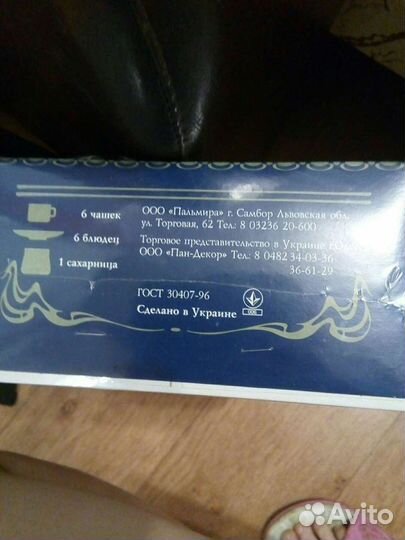 6 чашек
6 блюдец
1 сахарница
ООО «Пальмира» г. Самбор Львовская обл.
ул. Торговая, 62 Тел: 8 03236 20-600
Торговое представительство в Украине
ООО «Пан-Декор» Тел: 8 0482 34-03-36
36-61-29
ГОСТ 30407-96
Сделано в Украине
Avito